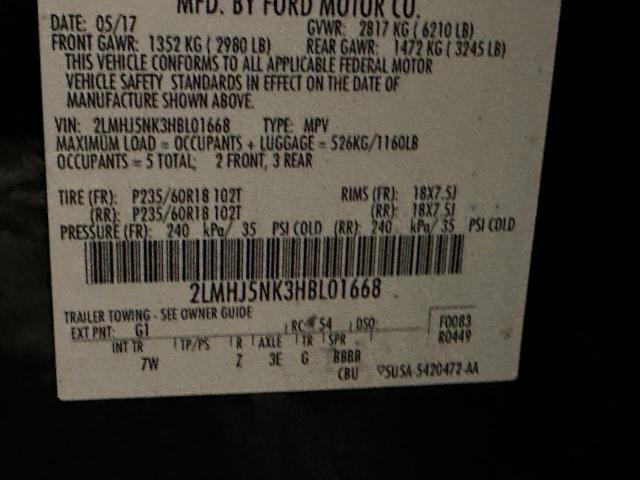 MFD. BY FORD MOTOR CO.
DATE: 05/17 GVWR: 2817 KG ( 6210 LB)
FRONT GAWR: 1352 KG ( 2980 LB) REAR GAWR: 1472 KG ( 3245 LB)
THIS VEHICLE CONFORMS TO ALL APPLICABLE FEDERAL MOTOR
VEHICLE SAFETY STANDARDS IN EFFECT ON THE DATE OF
MANUFACTURE SHOWN ABOVE.
VIN: 2LMHJ5NK3HBL01668 TYPE: MPV
MAXIMUM LOAD = OCCUPANTS + LUGGAGE = 526KG/1160LB
OCCUPANTS = 5 TOTAL; 2 FRONT, 3 REAR
TIRE (FR): P235/60R18 102T RIMS (FR): 18X7.5J
(RR): P235/60R18 102T (RR): 18X7.5J
PRESSURE (FR): 240 kPa/ 35 PSI COLD (RR): 240 kPa/ 35 PSI COLD
2LMHJ5NK3HBL01668
TRAILER TOWING - SEE OWNER GUIDE
EXT PNT: G1 RC: 54 DSO: F0083
R0449
INT TR TP/PS R AXLE TR SPR
7W Z 3E G BBBB
CBU SUSA-5420472-AA